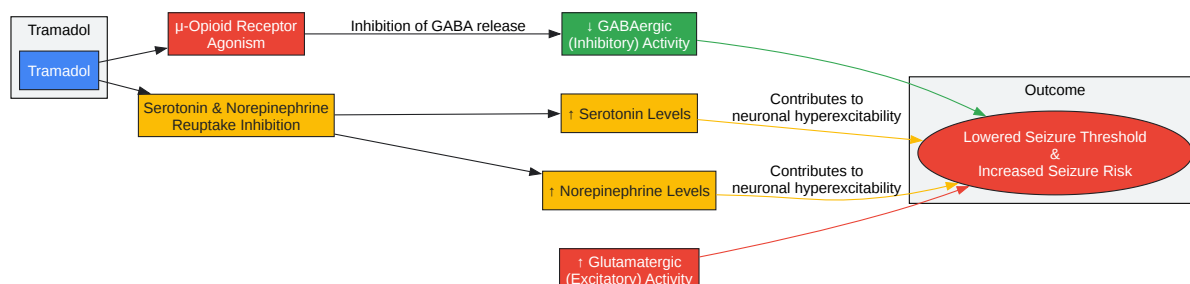 Tramadol
Tramadol
μ-Opioid Receptor
Agonism
Inhibition of GABA release
↓ GABAergic
(Inhibitory) Activity
Serotonin & Norepinephrine
Reuptake Inhibition
↑ Serotonin Levels
Contributes to
neuronal hyperexcitability
↑ Norepinephrine Levels
Contributes to
neuronal hyperexcitability
↑ Glutamatergic
(Excitatory) Activity
Outcome
Lowered Seizure Threshold
&
Increased Seizure Risk